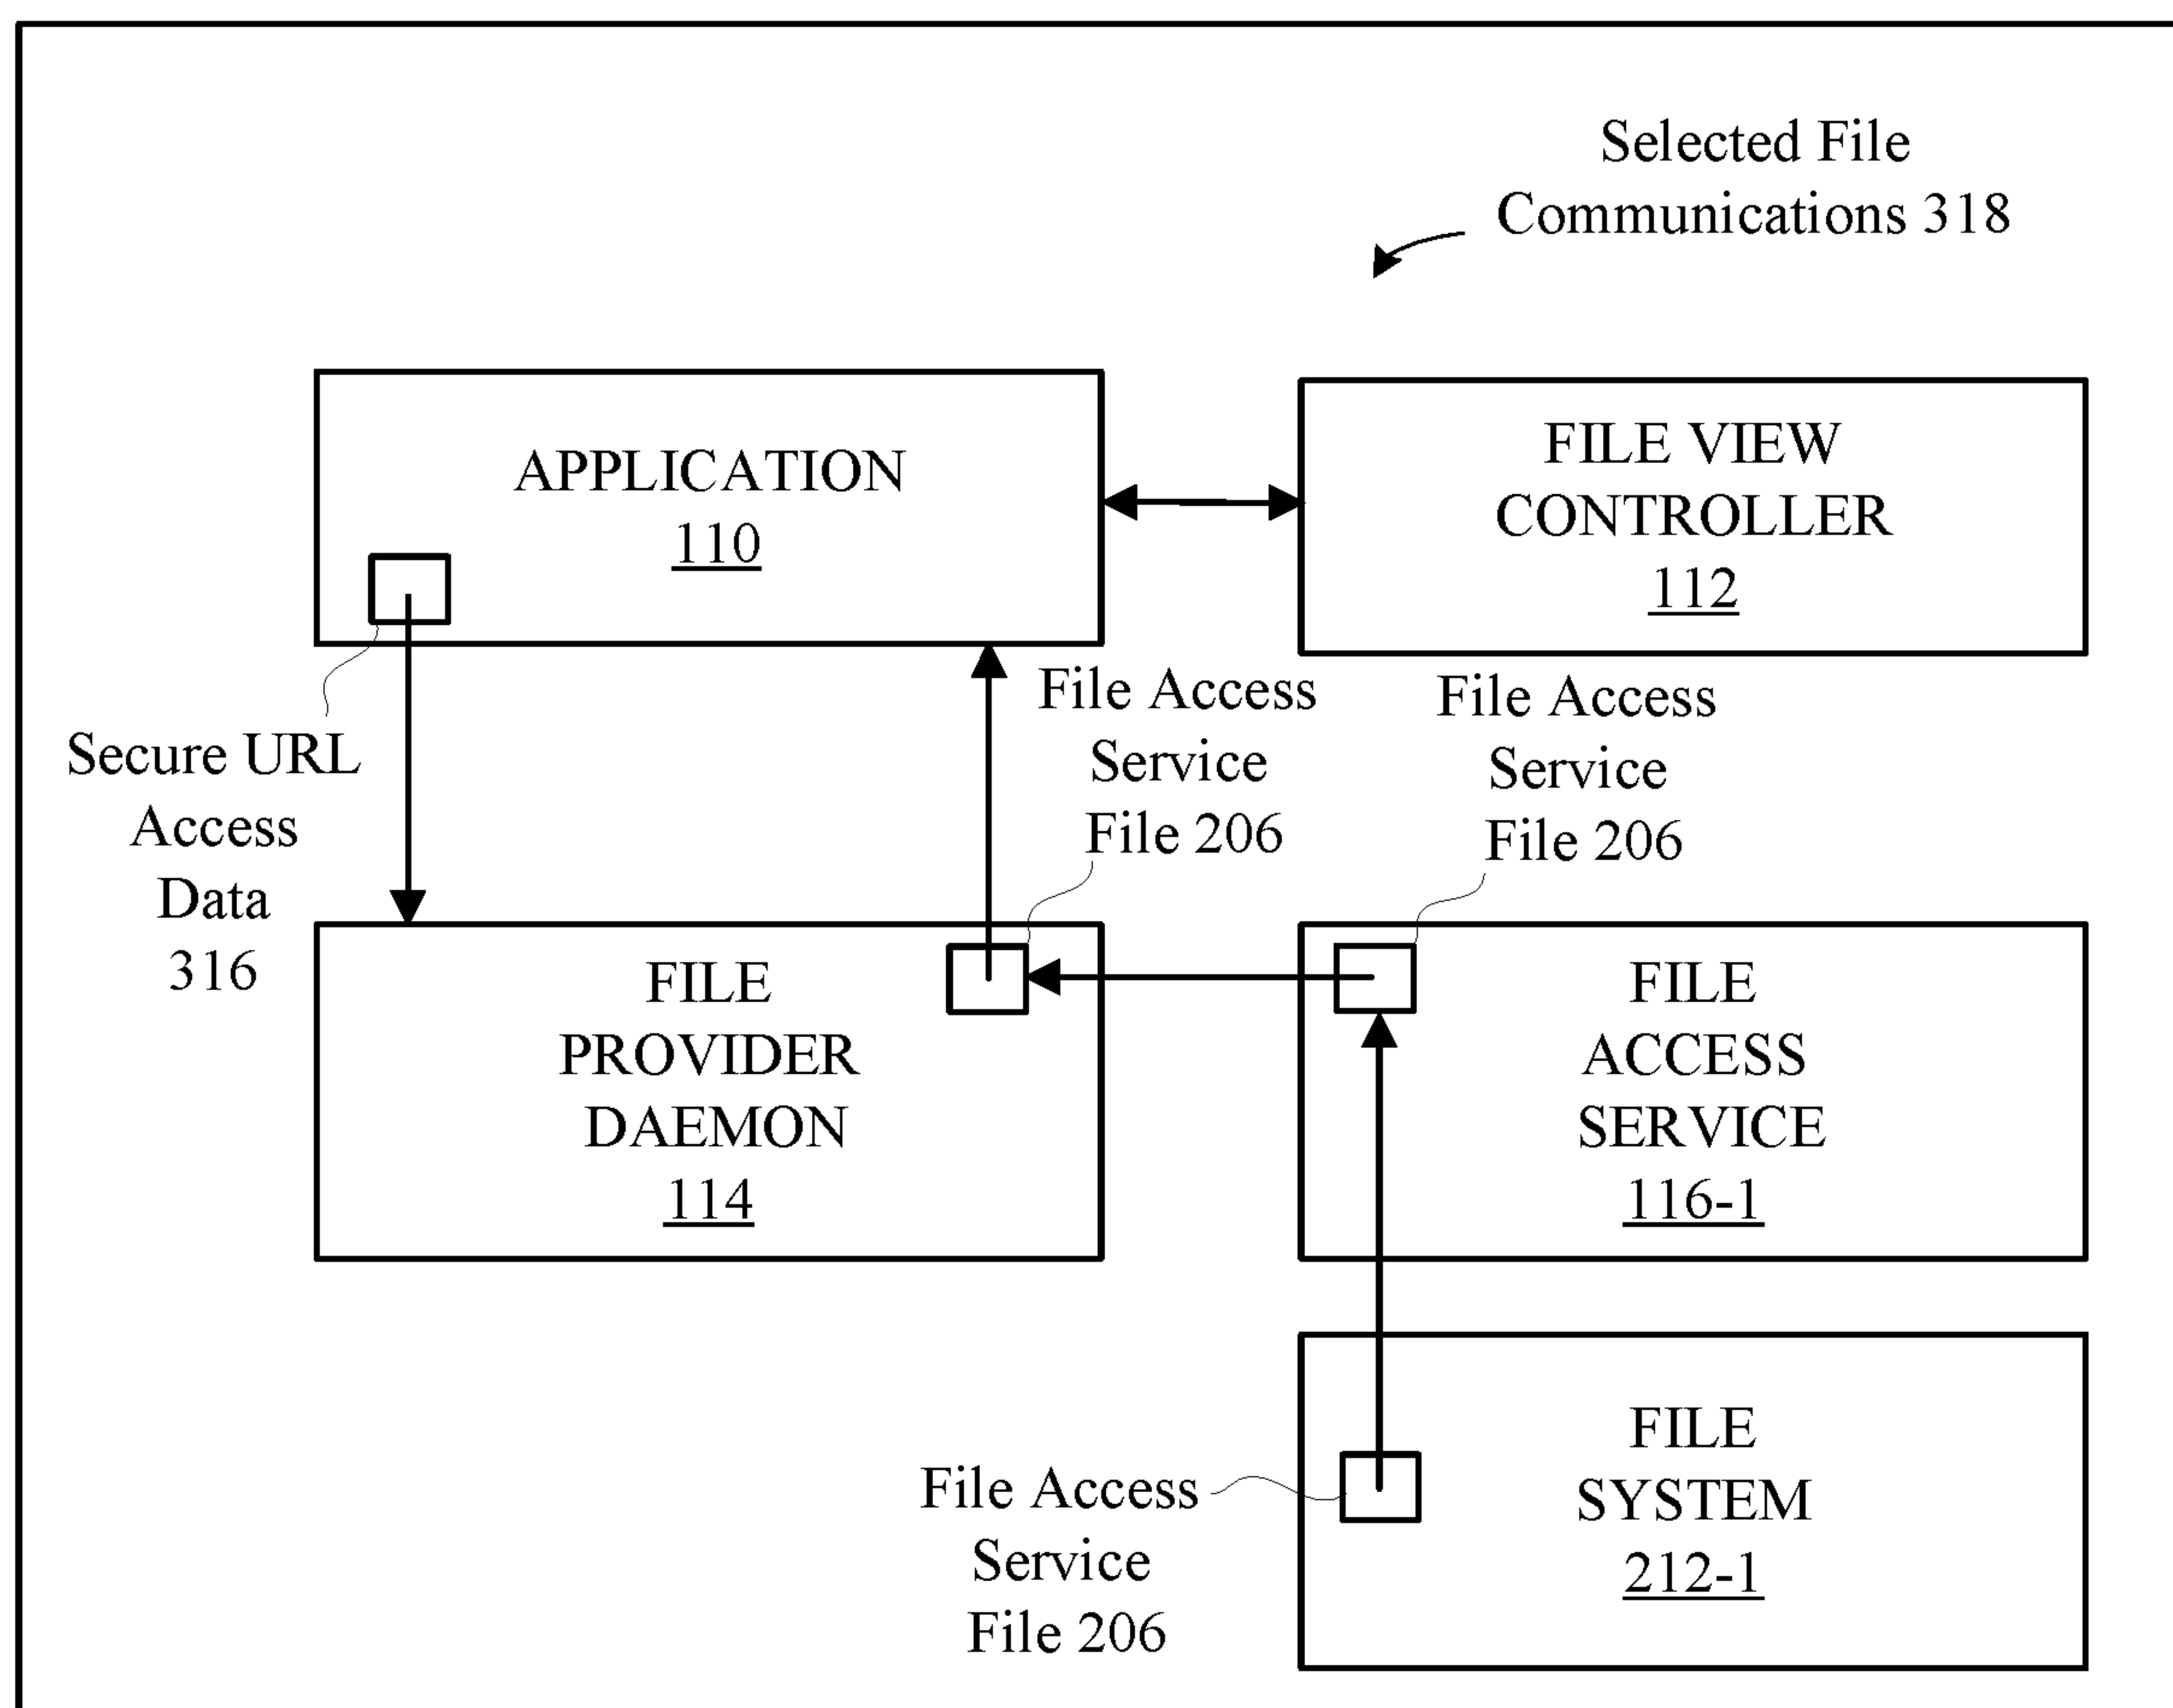 Selected File
Communications 318
APPLICATION
110
FILE VIEW
CONTROLLER
112
Secure URL
Access
Data
316
File Access
Service
File 206
File Access
Service
File 206
FILE
PROVIDER
DAEMON
114
FILE
ACCESS
SERVICE
116-1
File Access
Service
File 206
FILE
SYSTEM
212-1